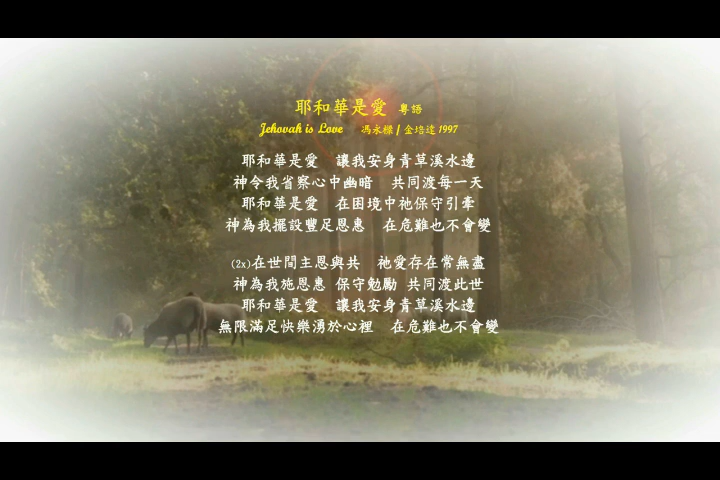 耶和華是愛 粵語
Jehovah is Love 馮永樑 / 金培達 1997
耶和華是愛 讓我安身青草溪水邊
神令我省察心中幽暗 共同渡每一天
耶和華是愛 在困境中祂保守引牽
神為我擺設豐足恩惠 在危難也不會變
(2x)在世間主恩與共 祂愛存在常無盡
神為我施恩惠 保守勉勵 共同渡此世
耶和華是愛 讓我安身青草溪水邊
無限滿足快樂湧於心裡 在危難也不會變